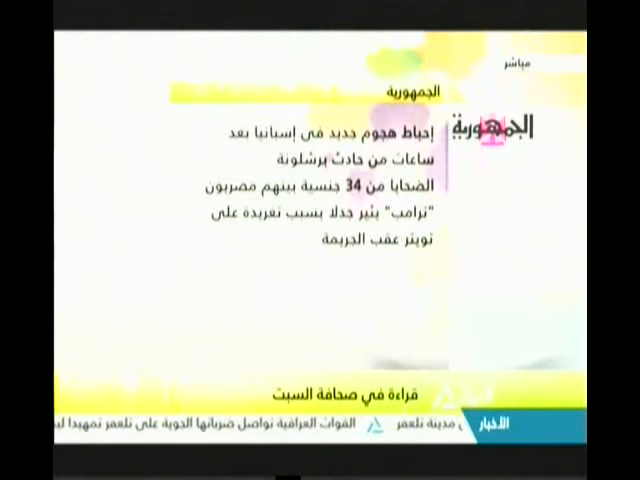 مباشر
الجمهورية
الجمهورية
إحباط هجوم جديد فى إسبانيا بعد
ساعات من حادث برشلونة
الضحايا من 34 جنسية بينهم مصريون
"ترامب" يثير جدلا بسبب تغريدة على
تويتر عقب الجريمة
قراءة في صحافة السبت
الأخبار
مدينة تلعفر
القوات العراقية تواصل ضرباتها الجوية على تلعفر تمهيدا